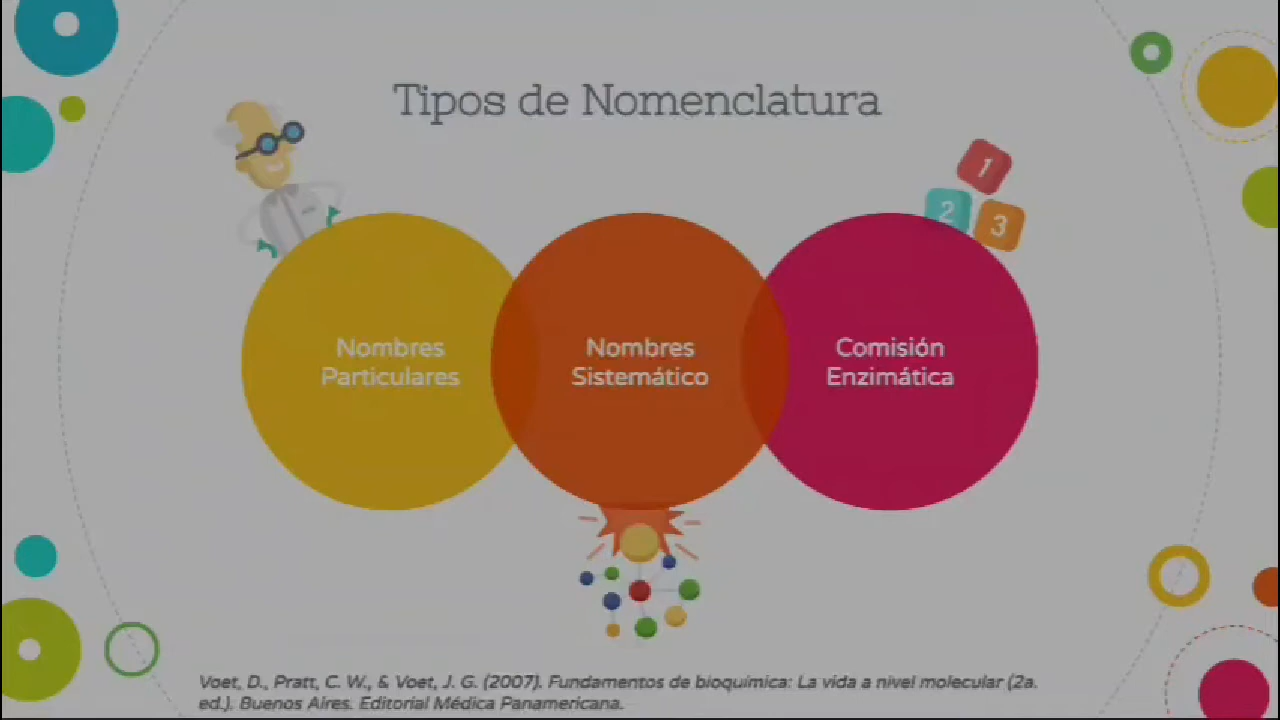 Tipos de Nomenclatura
1
2
3
Nombres
Particulares
Nombres
Sistemático
Comisión
Enzimática
Voet, D., Pratt, C. W., & Voet, J. G. (2007). Fundamentos de bioquímica: La vida a nivel molecular (2a.
ed.). Buenos Aires. Editorial Médica Panamericana.